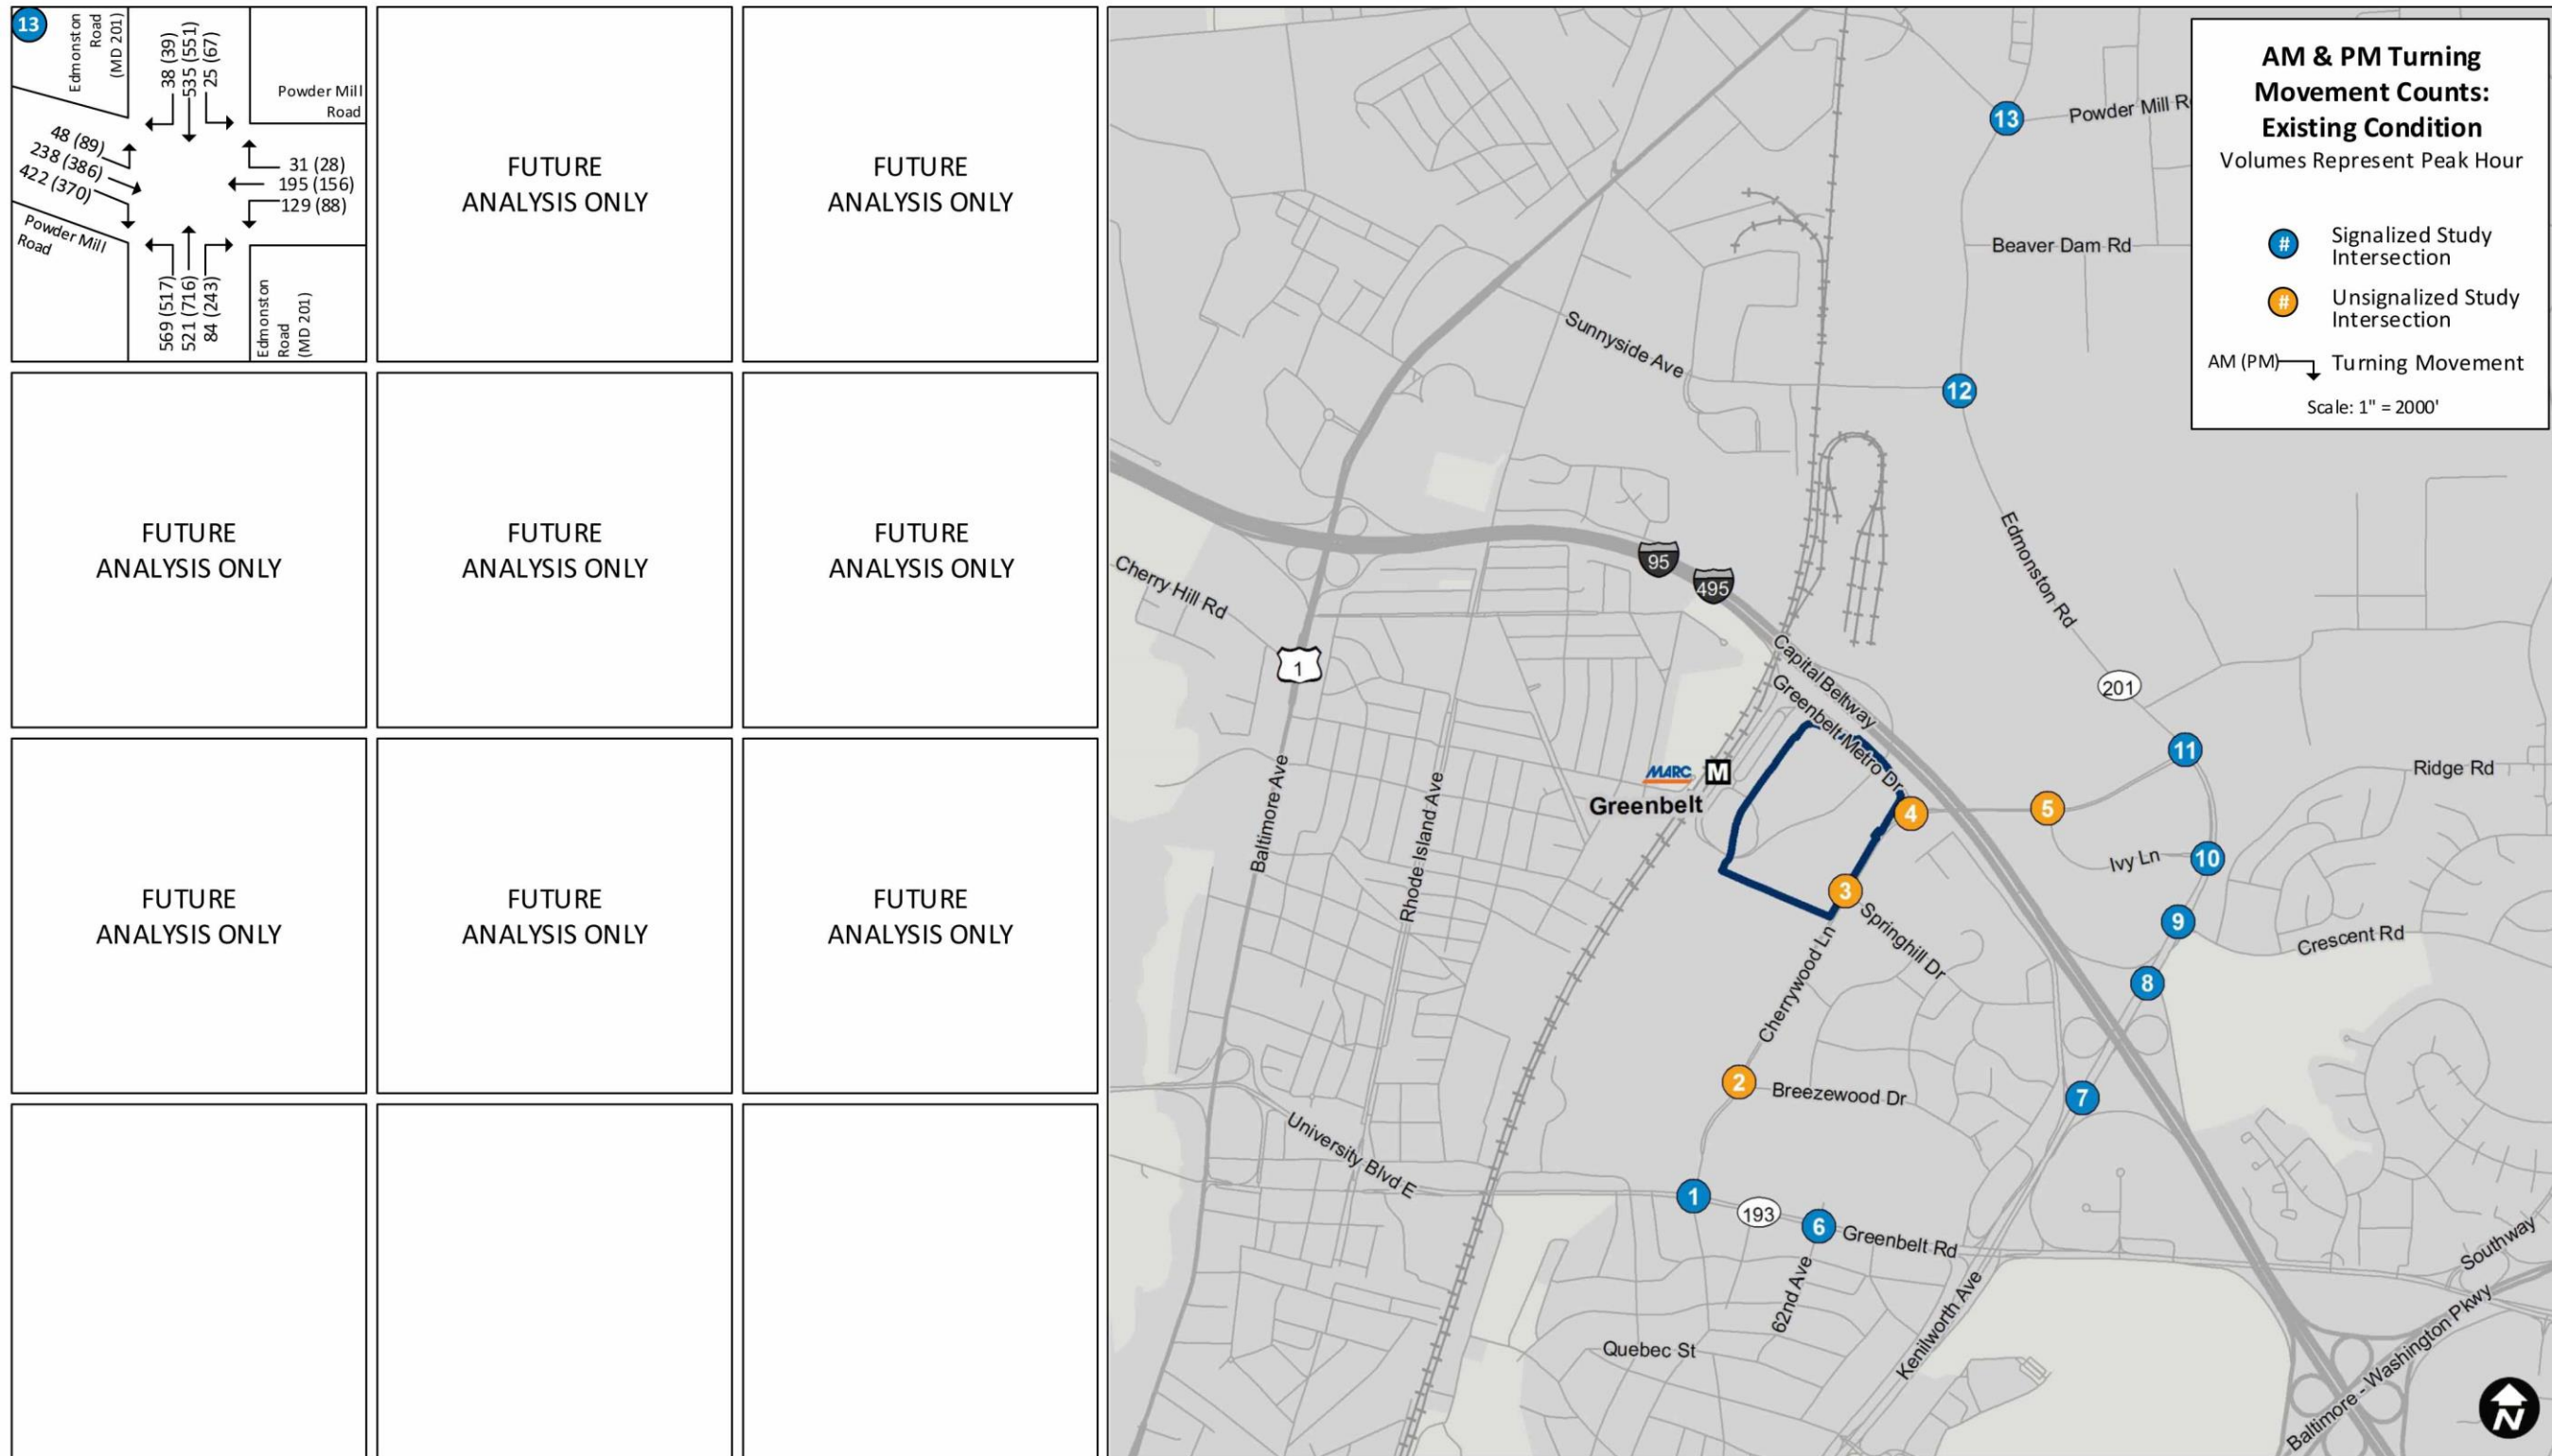 13
Edmonston
Road
(MD 201)
38 (39)
535 (551)
25 (67)
Powder Mill
Road
48 (89)
238 (386)
422 (370)
31 (28)
195 (156)
129 (88)
Powder Mill
Road
569 (517)
521 (716)
84 (243)
Edmonston
Road
(MD 201)
FUTURE
ANALYSIS ONLY
FUTURE
ANALYSIS ONLY
FUTURE
ANALYSIS ONLY
FUTURE
ANALYSIS ONLY
FUTURE
ANALYSIS ONLY
FUTURE
ANALYSIS ONLY
FUTURE
ANALYSIS ONLY
FUTURE
ANALYSIS ONLY
AM & PM Turning
Movement Counts:
Existing Condition
Volumes Represent Peak Hour
# Signalized Study
Intersection
# Unsignalized Study
Intersection
AM (PM) Turning Movement
Scale: 1" = 2000'
13
Powder Mill R
Beaver Dam Rd
Sunnyside Ave
12
Edmonston Rd
95
495
Cherry Hill Rd
1
Capital Beltway
Greenbelt Metro Dr
201
11
Ridge Rd
MARC
M
Greenbelt
4
5
Ivy Ln
10
Baltimore Ave
Rhode Island Ave
3
Springhill Dr
9
Crescent Rd
8
Cherrywood Ln
2
Breezewood Dr
7
University Blvd E
1
193
6
Greenbelt Rd
62nd Ave
Southway
Kenilworth Ave
Quebec St
Baltimore - Washington Pkwy
N